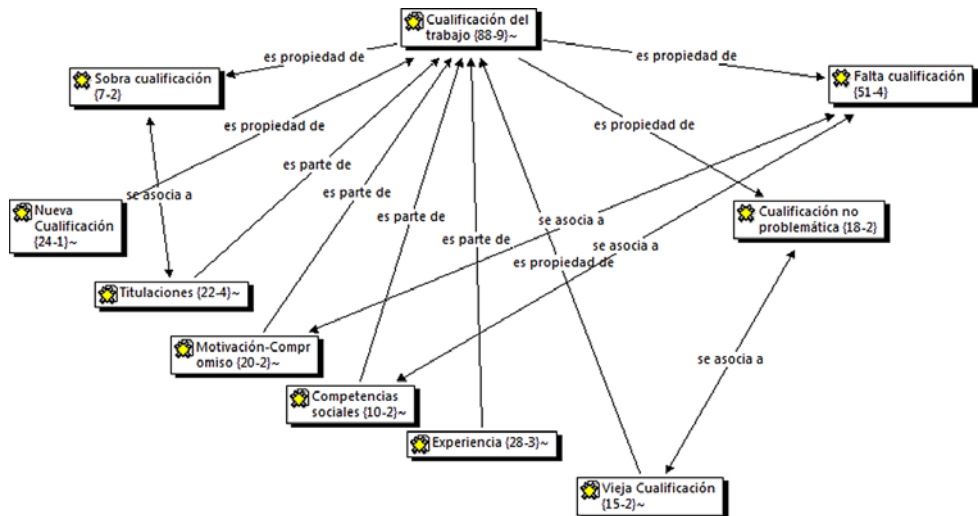 Cualificación del
trabajo {88-9}~
es propiedad de
es propiedad de
Sobra cualificación
{7-2}
Falta cualificación
{51-4}
es propiedad de
es propiedad de
es parte de
se asocia a
es parte de
Nueva
Cualificación
{24-1}~
Cualificación no
problemática {18-2}
es parte de
se asocia a
es parte de
se asocia a
es propiedad de
Titulaciones {22-4}~
Motivación-Compr
omiso {20-2}~
se asocia a
Competencias
sociales {10-2}~
Experiencia {28-3}~
Vieja Cualificación
{15-2}~